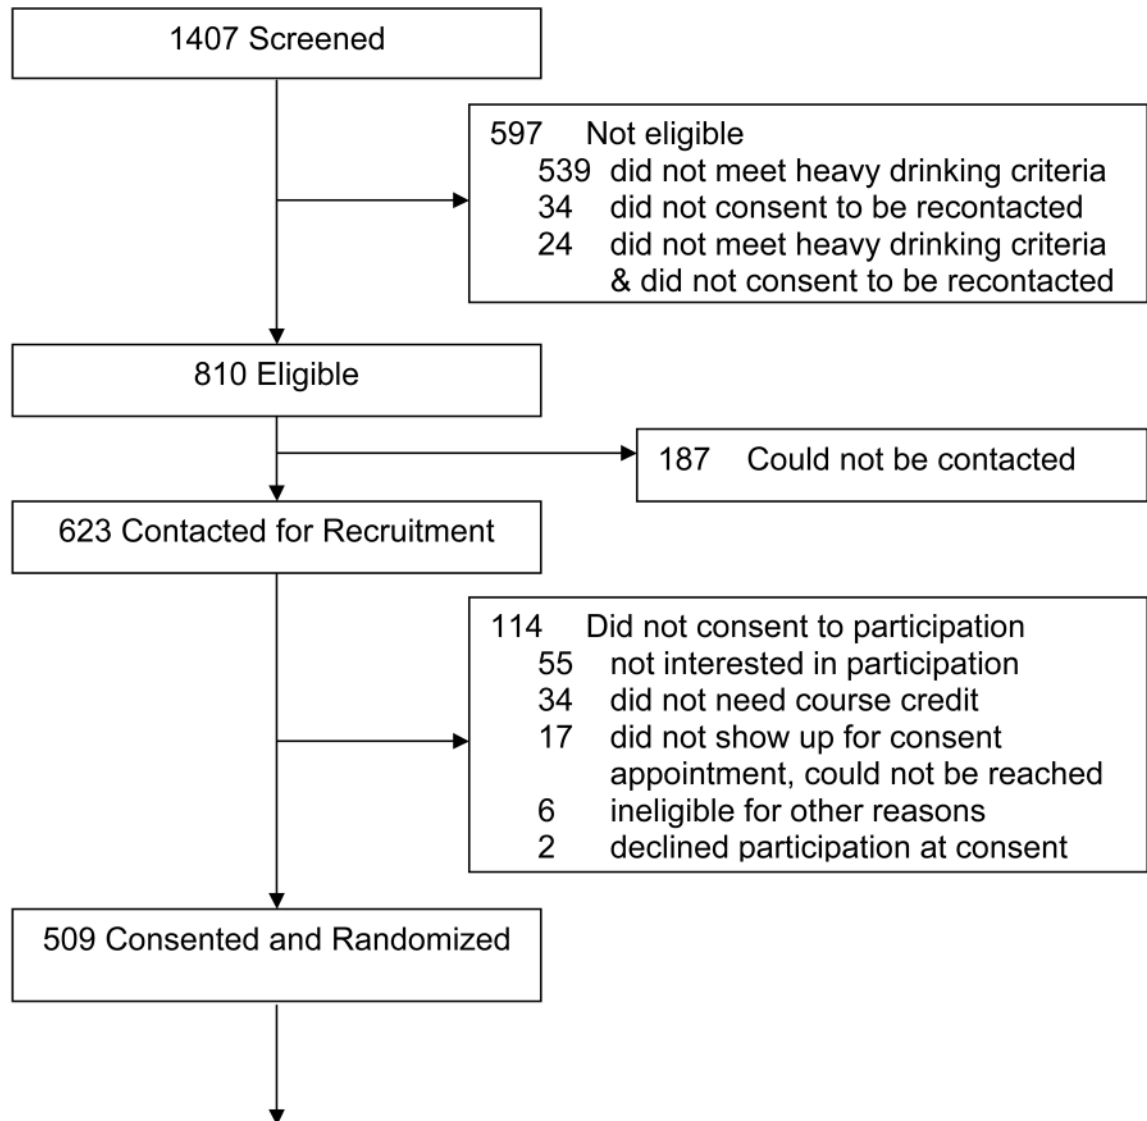 1407 Screened
597 Not eligible
539 did not meet heavy drinking criteria
34 did not consent to be recontacted
24 did not meet heavy drinking criteria
& did not consent to be recontacted
810 Eligible
187 Could not be contacted
623 Contacted for Recruitment
114 Did not consent to participation
55 not interested in participation
34 did not need course credit
17 did not show up for consent
appointment, could not be reached
6 ineligible for other reasons
2 declined participation at consent
509 Consented and Randomized